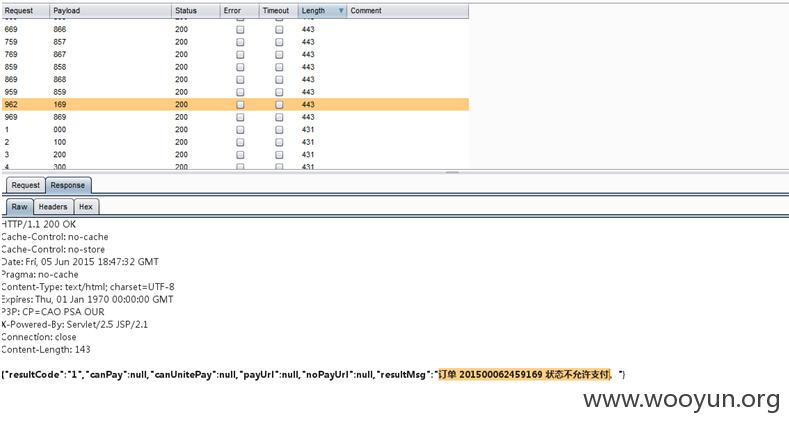 Request Payload Status Error Timeout Length Comment
669 866 200 443
759 857 200 443
769 867 200 443
859 858 200 443
869 868 200 443
959 859 200 443
962 169 200 443
969 869 200 443
1 000 200 431
2 100 200 431
3 200 200 431
4 300 200 431
Request Response
Raw Headers Hex
HTTP/1.1 200 OK
Cache-Control: no-cache
Cache-Control: no-store
Date: Fri, 05 Jun 2015 18:47:32 GMT
Pragma: no-cache
Content-Type: text/html; charset=UTF-8
Expires: Thu, 01 Jan 1970 00:00:00 GMT
P3P: CP=CAO PSA OUR
X-Powered-By: Servlet/2.5 JSP/2.1
Connection: close
Content-Length: 143
{"resultCode":"1","canPay":null,"canUnitePay":null,"payUrl":null,"noPayUrl":null,"resultMsg":"订单 201500062459169 状态不允许支付。"}
www.wooyun.org